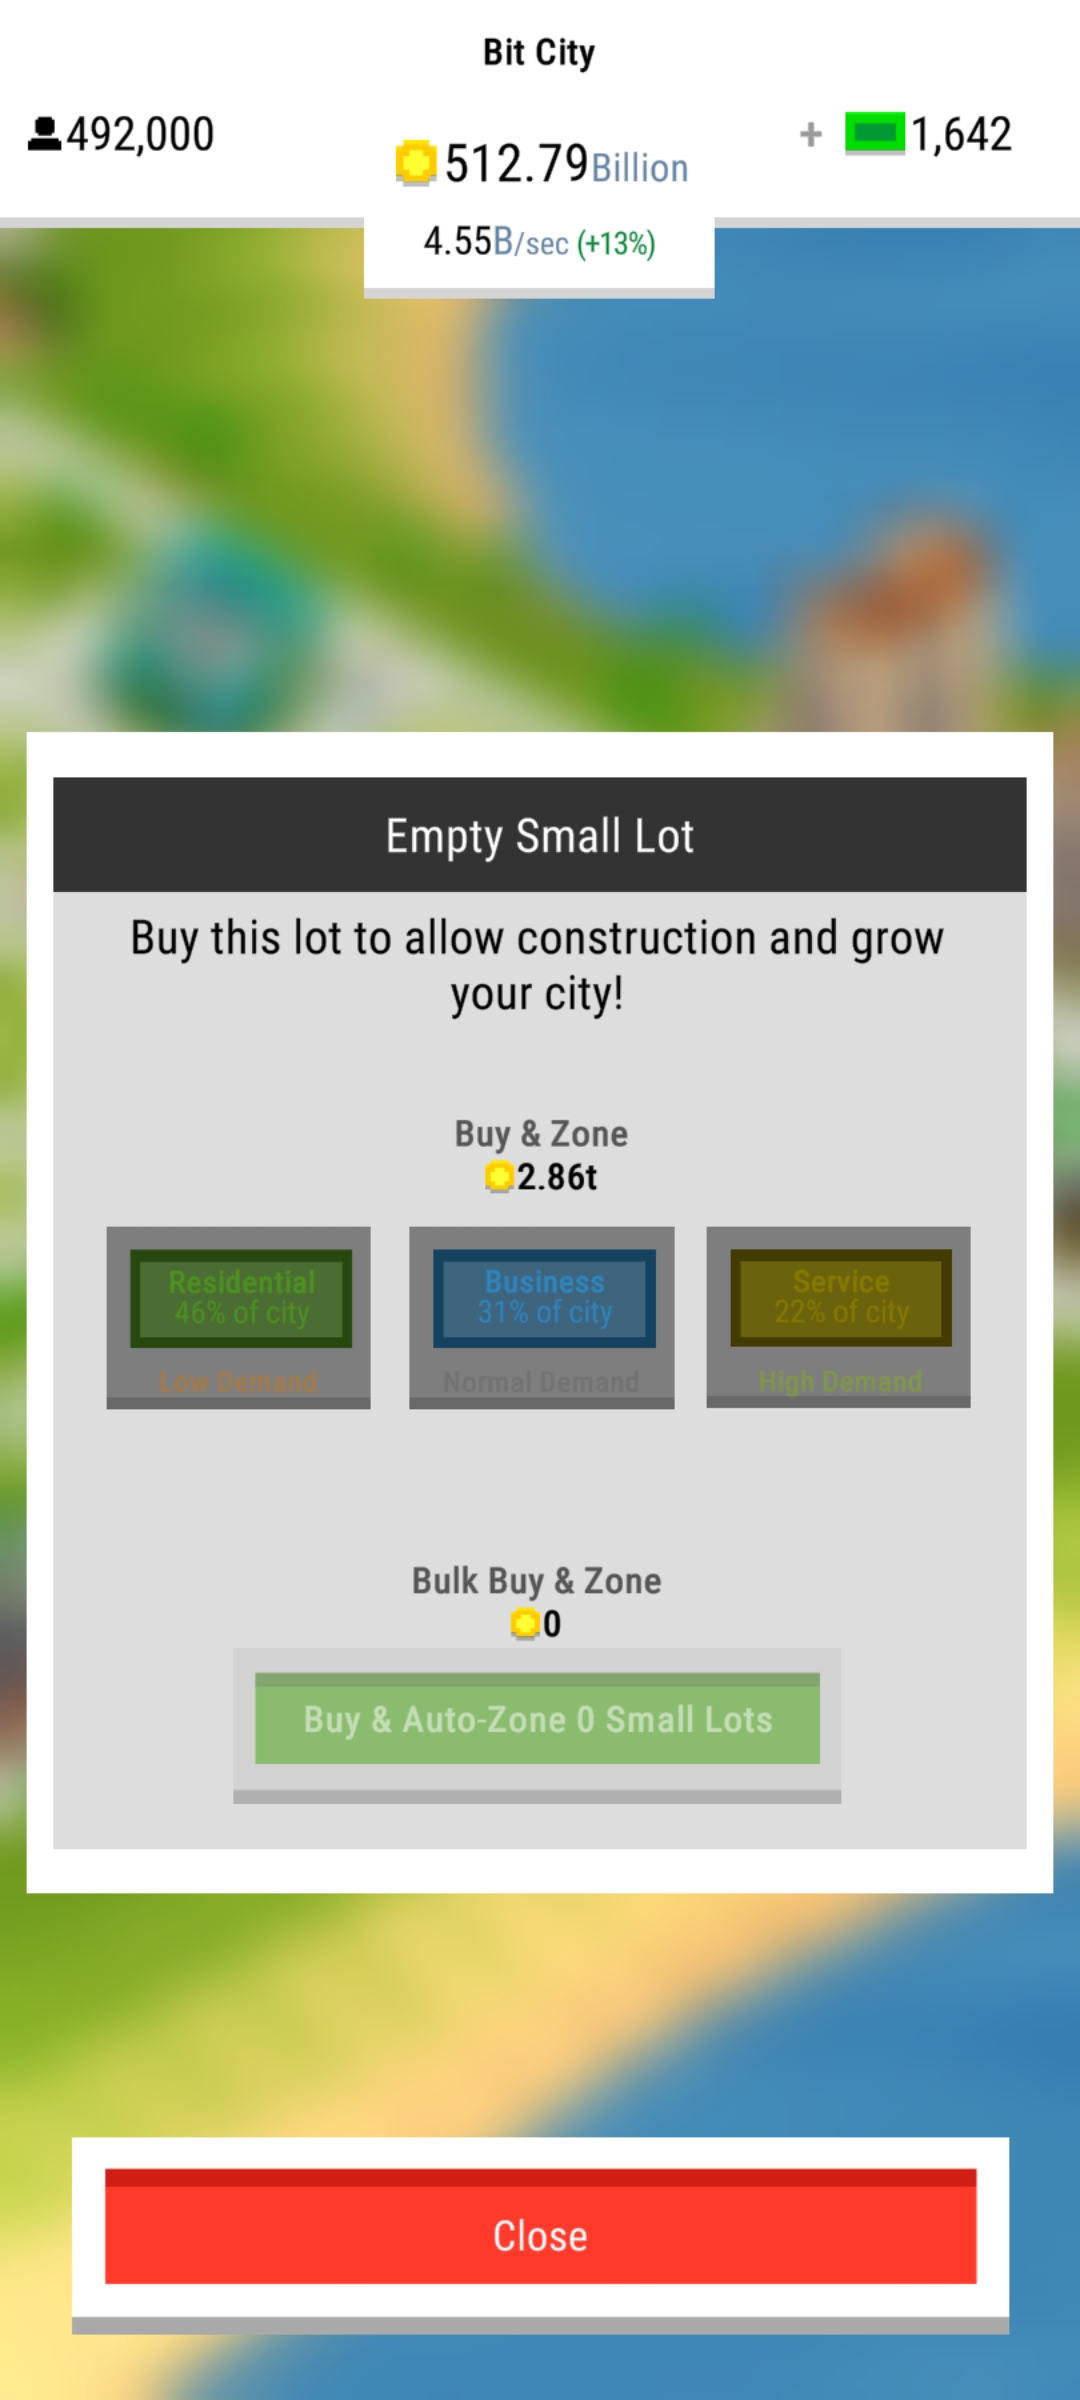 Bit City
492,000
512.79Billion
+ 1,642
4.55B/sec (+13%)
Empty Small Lot
Buy this lot to allow construction and grow
your city!
Buy & Zone
2.86t
Residential
46% of city
Low Demand
Business
31% of city
Normal Demand
Service
22% of city
High Demand
Bulk Buy & Zone
0
Buy & Auto-Zone 0 Small Lots
Close